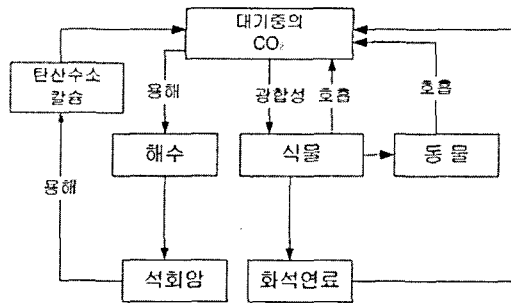 대기중의
CO₂
탄산수소
칼슘
용해
광합성
호흡
호흡
해수
식물
동 물
용해
석회암
화석연료